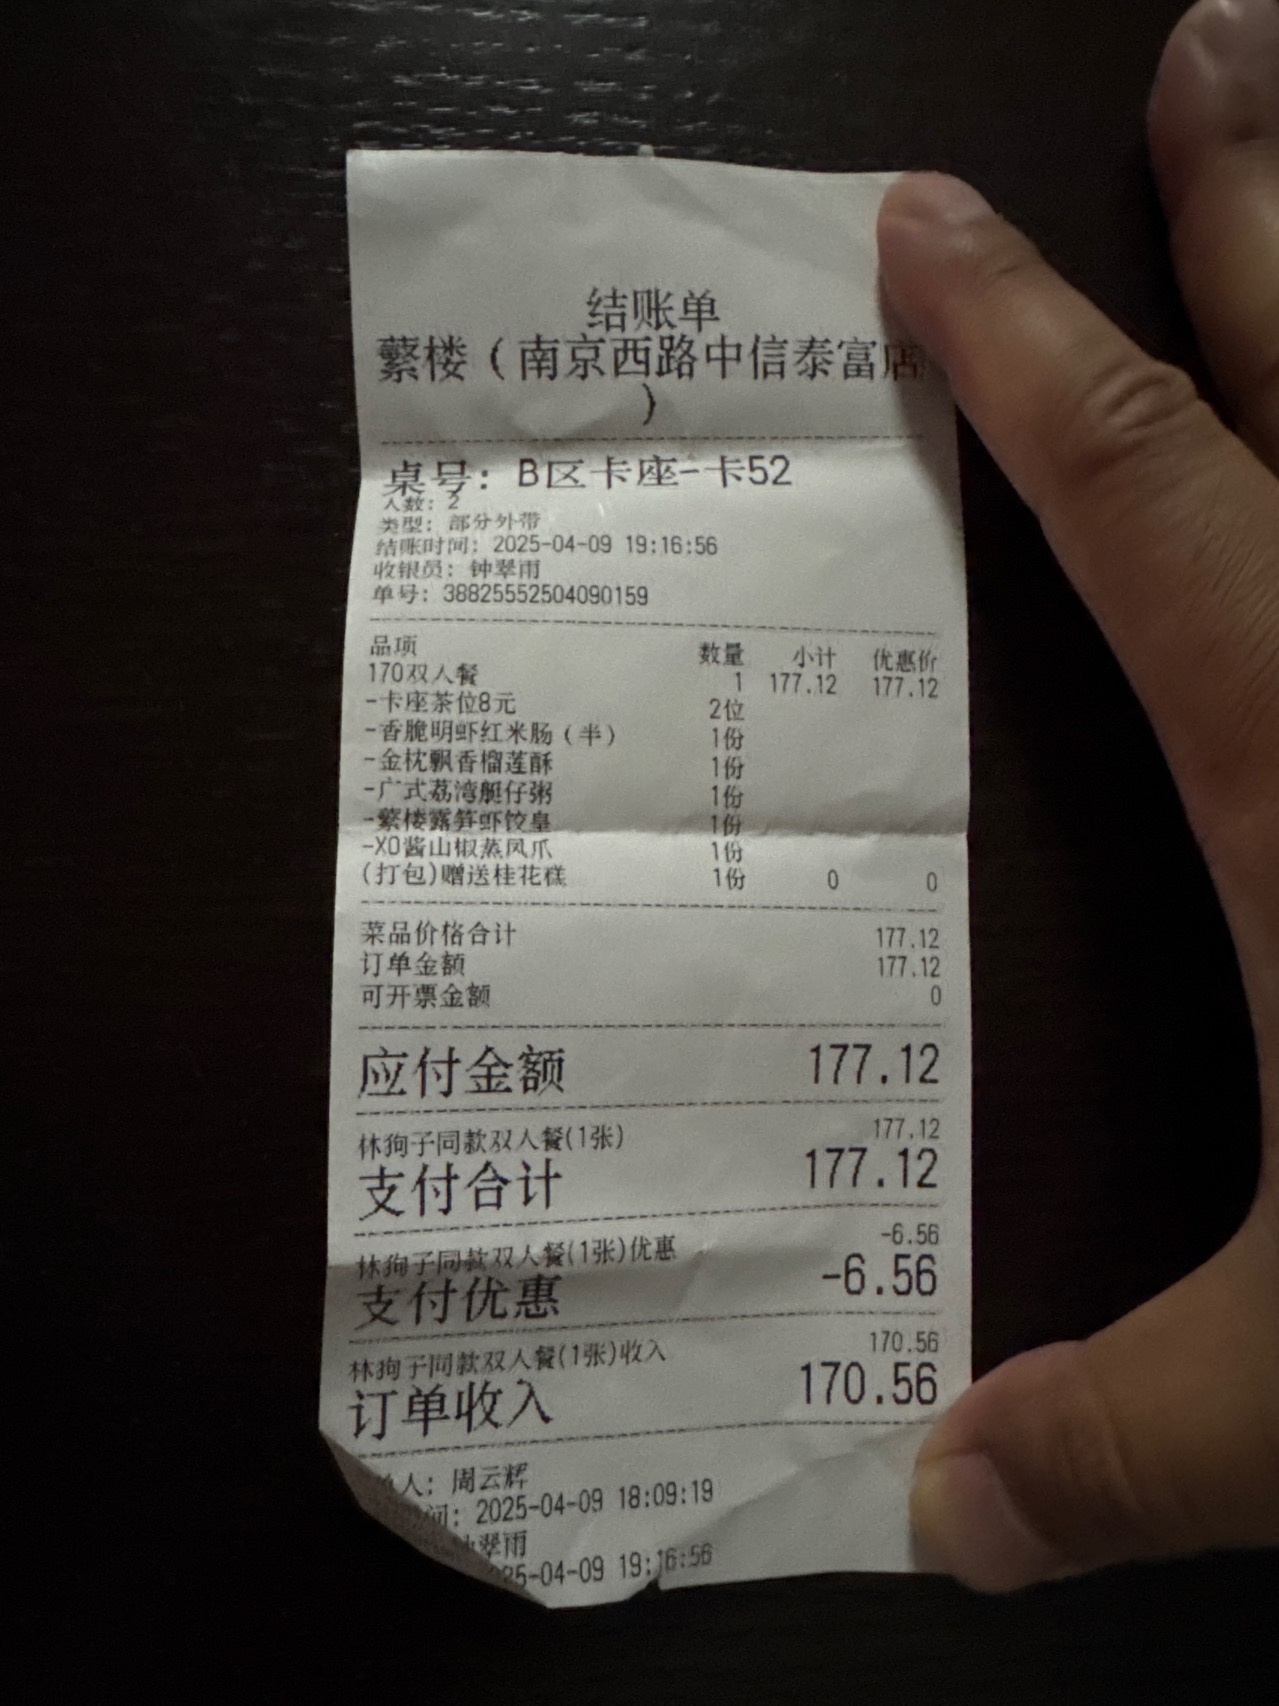 结账单
蘩楼（南京西路中信泰富店
）
桌号: B区卡座-卡52
人数: 2
类型: 部分外带
结账时间: 2025-04-09 19:16:56
收银员: 钟翠雨
单号: 38825552504090159
品项 数量 小计 优惠价
170双人餐 1 177.12 177.12
-卡座茶位8元 2位
-香脆明虾红米肠（半） 1份
-金枕飘香榴莲酥 1份
-广式荔湾艇仔粥 1份
-蘩楼露笋虾饺皇 1份
-XO酱山椒蒸凤爪 1份
(打包)赠送桂花糕 1份 0 0
菜品价格合计 177.12
订单金额 177.12
可开票金额 0
应付金额 177.12
林狗子同款双人餐(1张) 177.12
支付合计 177.12
林狗子同款双人餐(1张)优惠 -6.56
支付优惠 -6.56
林狗子同款双人餐(1张)收入 170.56
订单收入 170.56
人: 周云辉
间: 2025-04-09 18:09:19
翠雨
25-04-09 19:16:56